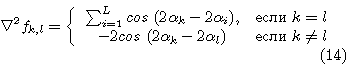 ∇²f_{k,l} = { ∑_{i=1}^{L} cos (2α_k − 2α_i), если k = l
−2cos (2α_k − 2α_l) если k ≠ l
(14)